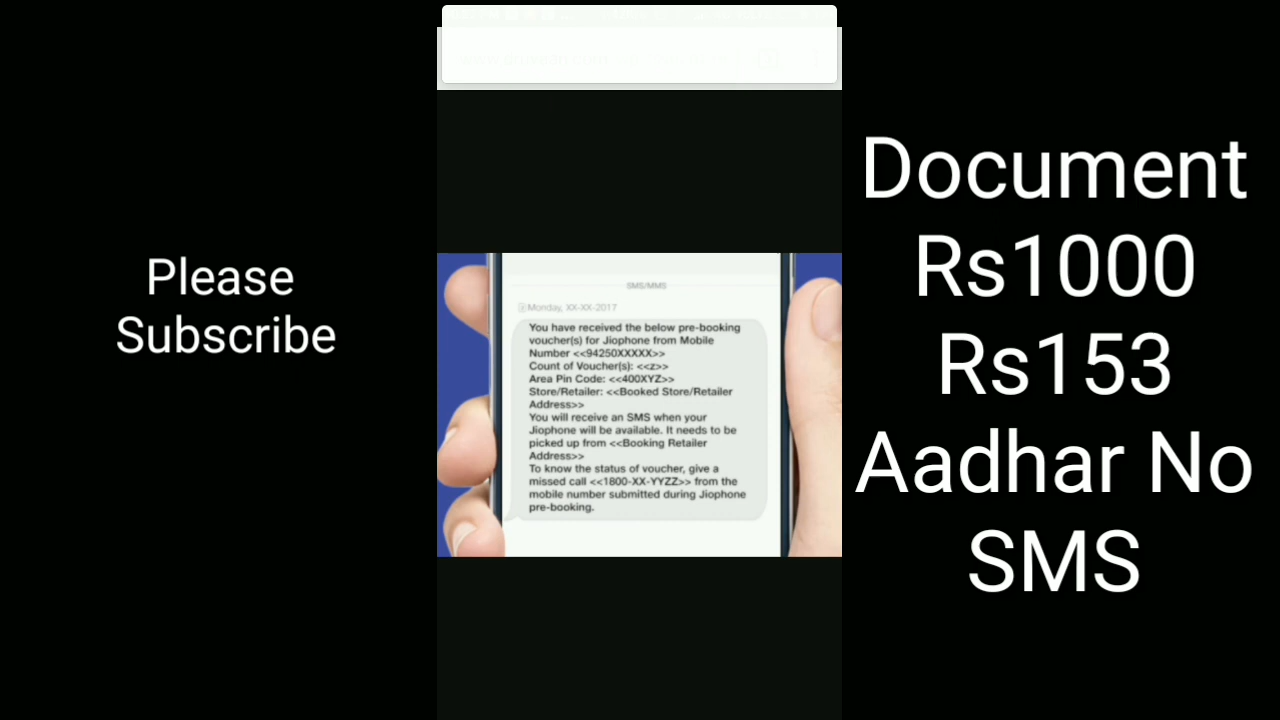 Please
Subscribe
SMS/MMS
Monday, XX-XX-2017
You have received the below pre-booking
voucher(s) for Jiophone from Mobile
Number <<94250XXXXX>>
Count of Voucher(s): <<z>>
Area Pin Code: <<400XYZ>>
Store/Retailer: <<Booked Store/Retailer
Address>>
You will receive an SMS when your
Jiophone will be available. It needs to be
picked up from <<Booking Retailer
Address>>
To know the status of voucher, give a
missed call <<1800-XX-YYZZ>> from the
mobile number submitted during Jiophone
pre-booking.
Document
Rs1000
Rs153
Aadhar No
SMS